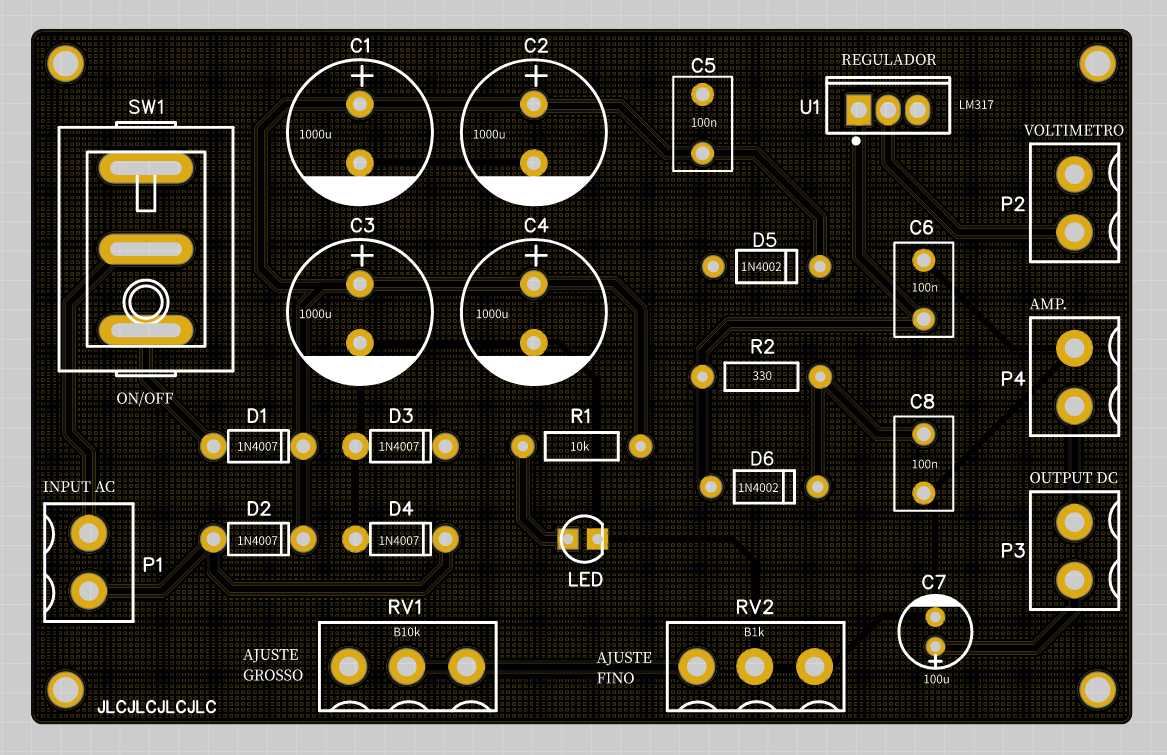 C1
C2
C5
REGULADOR
SW1
1000u
1000u
100n
U1
LM317
VOLTIMETRO
P2
C3
C4
D5
1N4002
C6
100n
1000u
1000u
AMP.
R2
330
P4
ON/OFF
D1
1N4007
D3
1N4007
R1
10k
C8
100n
D6
1N4002
INPUT AC
OUTPUT DC
D2
1N4007
D4
1N4007
P1
LED
P3
RV1
B10k
RV2
B1k
C7
100u
AJUSTE
GROSSO
AJUSTE
FINO
JLCJLCJLCJLC